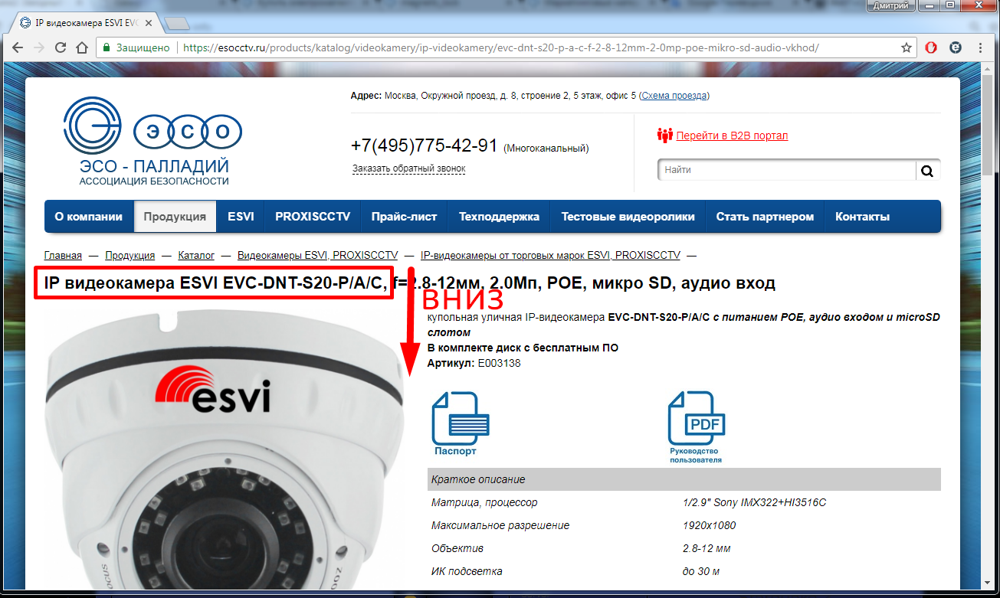 Дмитрий
IP видеокамера ESVI EVC
Защищено
https://esocctv.ru/products/katalog/videokamery/ip-videokamery/evc-dnt-s20-p-a-c-f-2-8-12mm-2-0mp-poe-mikro-sd-audio-vkhod/
ЭСО
ЭСО - ПАЛЛАДИЙ
АССОЦИАЦИЯ БЕЗОПАСНОСТИ
Адрес: Москва, Окружной проезд, д. 8, строение 2, 5 этаж, офис 5 (Схема проезда)
+7(495)775-42-91 (Многоканальный)
Заказать обратный звонок
Перейти в B2B портал
Найти
О компании Продукция ESVI PROXISCCTV Прайс-лист Техподдержка Тестовые видеоролики Стать партнером Контакты
Главная — Продукция — Каталог — Видеокамеры ESVI, PROXISCCTV — IP-видеокамеры от торговых марок ESVI, PROXISCCTV —
IP видеокамера ESVI EVC-DNT-S20-P/A/C, f=2.8-12мм, 2.0Мп, POE, микро SD, аудио вход
вниз
купольная уличная IP-видеокамера EVC-DNT-S20-P/A/C с питанием POE, аудио входом и microSD
слотом
В комплекте диск с бесплатным ПО
Артикул: E003138
esvi
Паспорт
PDF
Руководство
пользователя
Краткое описание
Матрица, процессор 1/2.9" Sony IMX322+HI3516C
Максимальное разрешение 1920x1080
Объектив 2.8-12 мм
ИК подсветка до 30 м